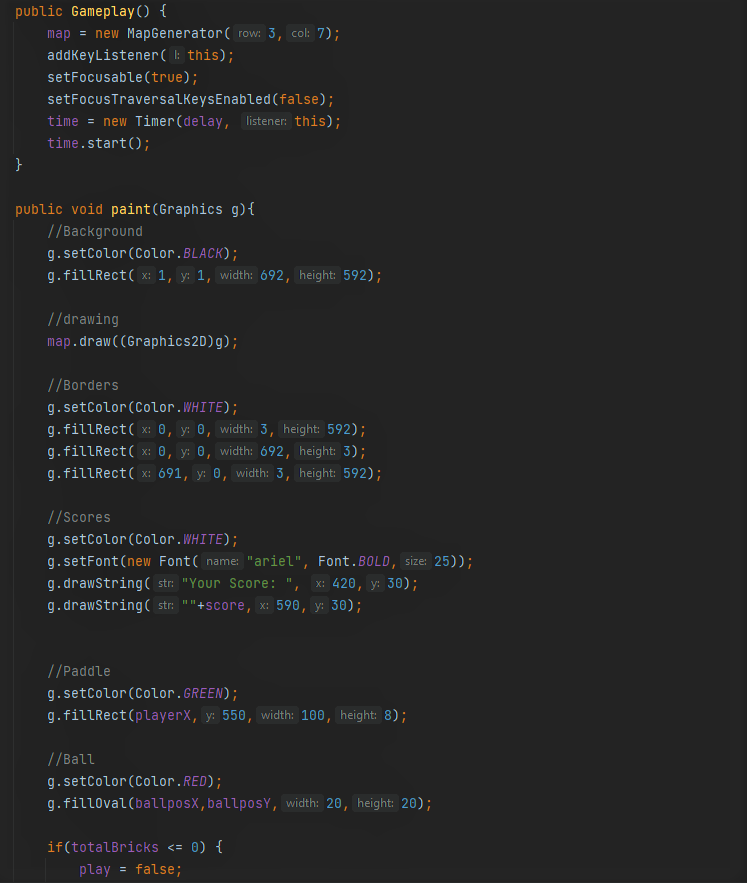 public Gameplay() {
map = new MapGenerator( row: 3, col: 7);
addKeyListener( l: this);
setFocusable(true);
setFocusTraversalKeysEnabled(false);
time = new Timer(delay, listener: this);
time.start();
}
public void paint(Graphics g){
//Background
g.setColor(Color.BLACK);
g.fillRect( x: 1, y: 1, width: 692, height: 592);
//drawing
map.draw((Graphics2D)g);
//Borders
g.setColor(Color.WHITE);
g.fillRect( x: 0, y: 0, width: 3, height: 592);
g.fillRect( x: 0, y: 0, width: 692, height: 3);
g.fillRect( x: 691, y: 0, width: 3, height: 592);
//Scores
g.setColor(Color.WHITE);
g.setFont(new Font( name: "ariel", Font.BOLD, size: 25));
g.drawString( str: "Your Score: ", x: 420, y: 30);
g.drawString( str: ""+score, x: 590, y: 30);
//Paddle
g.setColor(Color.GREEN);
g.fillRect(playerX, y: 550, width: 100, height: 8);
//Ball
g.setColor(Color.RED);
g.fillOval(ballposX,ballposY, width: 20, height: 20);
if(totalBricks <= 0) {
play = false;